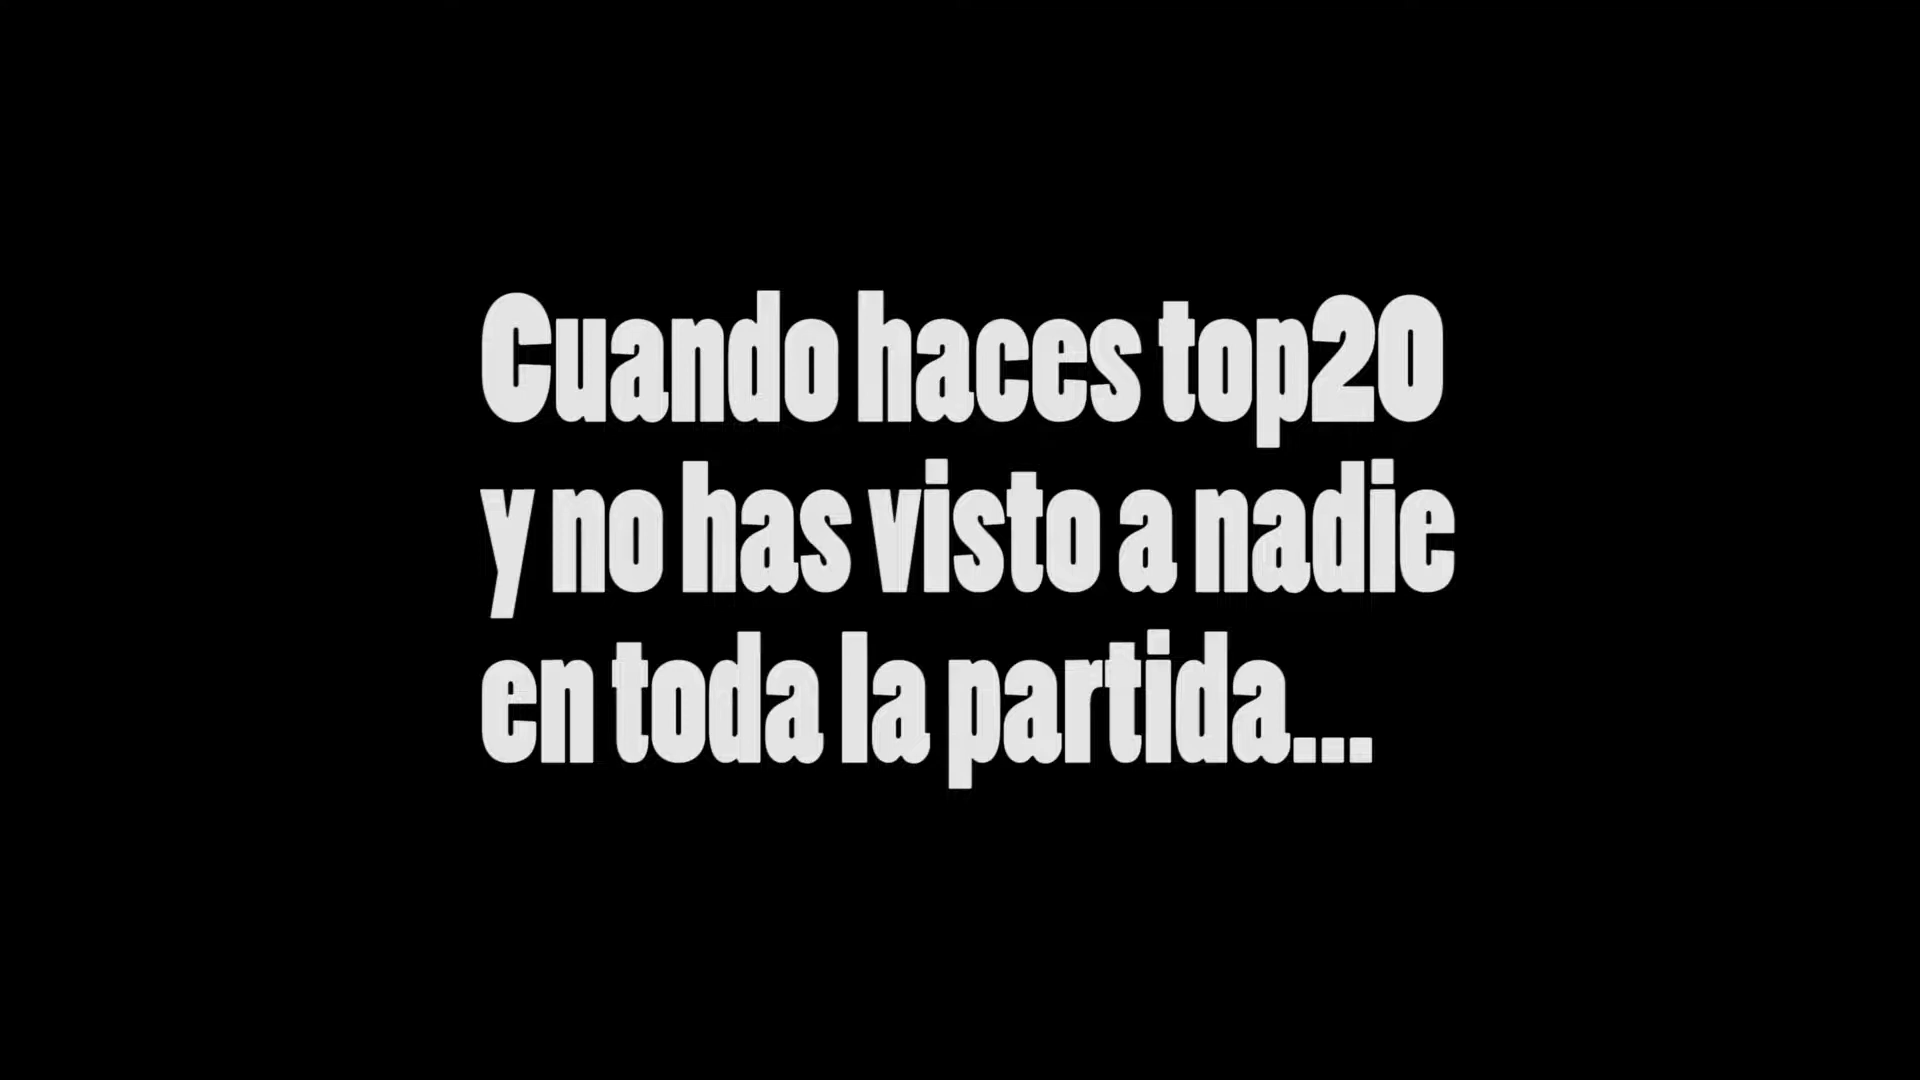 Cuando haces top20
y no has visto a nadie
en toda la partida...